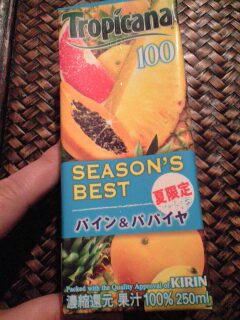 Tropicana
100
SEASON'S
BEST
夏限定
パイン&パパイヤ
Packed with the Quality Approval of KIRIN
濃縮還元 果汁100% 250ml